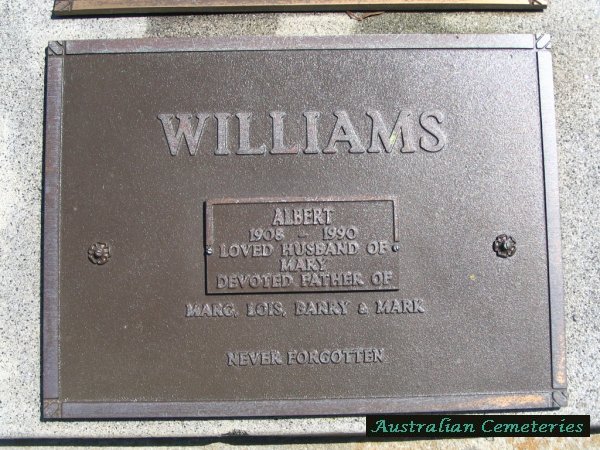 WILLIAMS
ALBERT
1908 - 1990
LOVED HUSBAND OF
MARY
DEVOTED FATHER OF
MARG, LOIS, BARRY & MARK
NEVER FORGOTTEN
Australian Cemeteries